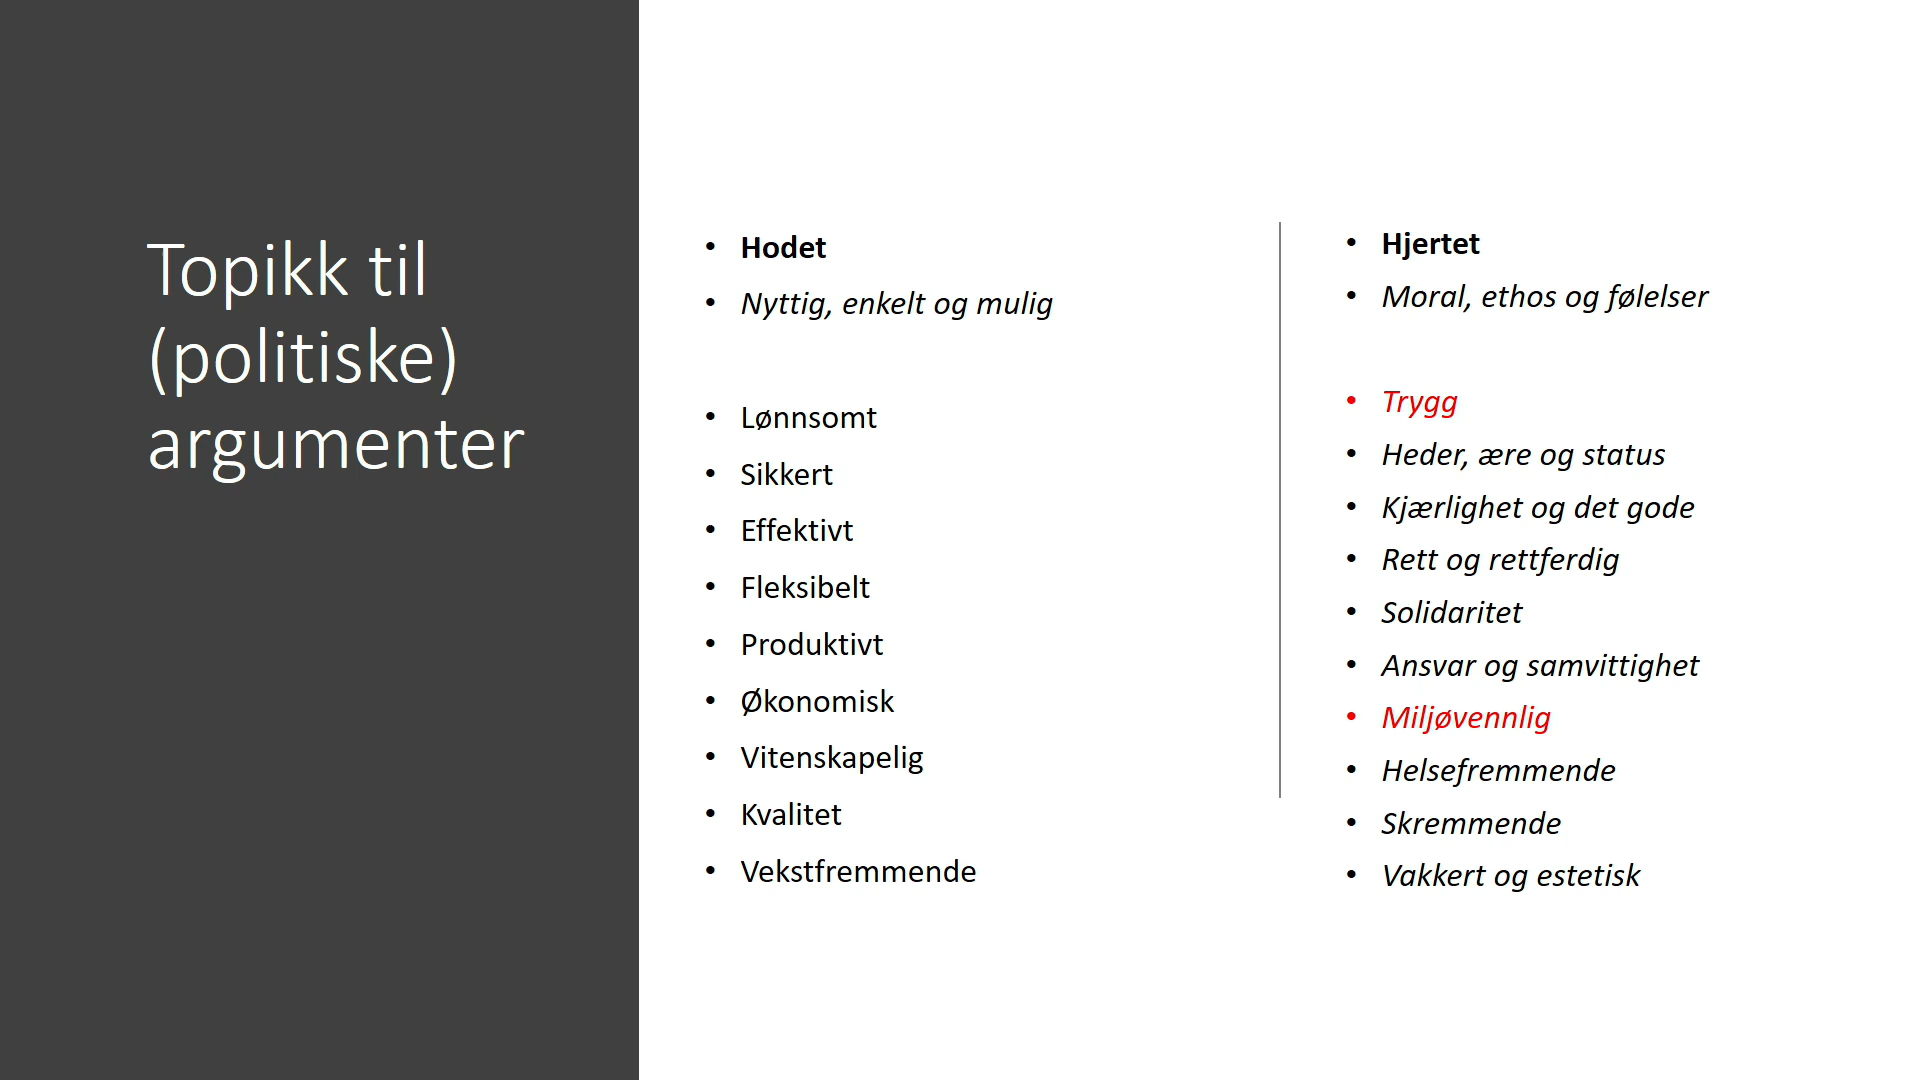 Topikk til
(politiske)
argumenter
• Hodet
• Nyttig, enkelt og mulig
• Lønnsomt
• Sikkert
• Effektivt
• Fleksibelt
• Produktivt
• Økonomisk
• Vitenskapelig
• Kvalitet
• Vekstfremmende
• Hjertet
• Moral, ethos og følelser
• Trygg
• Heder, ære og status
• Kjærlighet og det gode
• Rett og rettferdig
• Solidaritet
• Ansvar og samvittighet
• Miljøvennlig
• Helsefremmende
• Skremmende
• Vakkert og estetisk